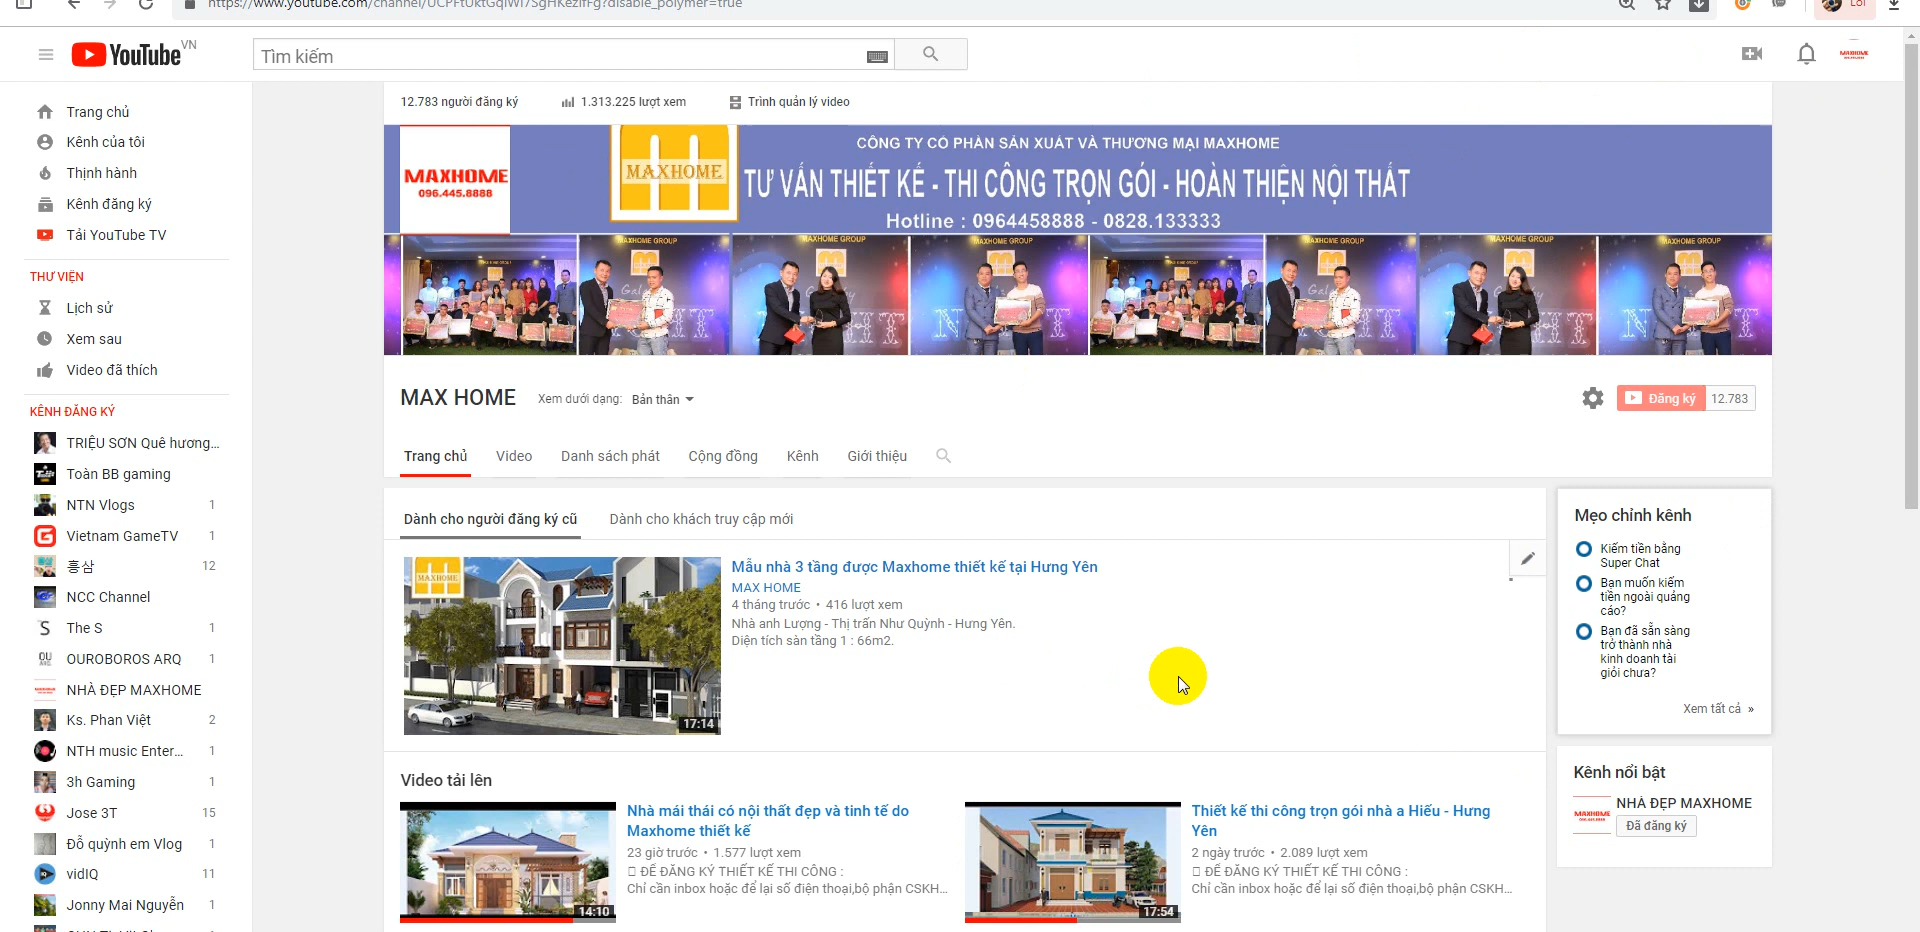 https://www.youtube.com/channel/UCPFtUktGqiWI7SgHKezifFg?disable_polymer=true
Lỗi
YouTube VN
Tìm kiếm
MAXHOME
Trang chủ
Kênh của tôi
Thịnh hành
Kênh đăng ký
Tải YouTube TV
THƯ VIỆN
Lịch sử
Xem sau
Video đã thích
KÊNH ĐĂNG KÝ
TRIỆU SƠN Quê hương...
Toàn BB gaming
NTN Vlogs 1
Vietnam GameTV 1
홍삼 12
NCC Channel
The S 1
OUROBOROS ARQ 1
NHÀ ĐẸP MAXHOME
Ks. Phan Việt 2
NTH music Enter... 1
3h Gaming 1
Jose 3T 15
Đỗ quỳnh em Vlog 1
vidIQ 11
Jonny Mai Nguyễn 1
12.783 người đăng ký
1.313.225 lượt xem
Trình quản lý video
MAXHOME
096.445.8888
MAXHOME
CÔNG TY CỔ PHẦN SẢN XUẤT VÀ THƯƠNG MẠI MAXHOME
TƯ VẤN THIẾT KẾ - THI CÔNG TRỌN GÓI - HOÀN THIỆN NỘI THẤT
Hotline : 0964458888 - 0828.133333
MAXHOME GROUP
MAXHOME GROUP
MAXHOME GROUP
MAXHOME GROUP
MAXHOME GROUP
MAXHOME GROUP
MAX HOME
Xem dưới dạng: Bản thân
Đăng ký 12.783
Trang chủ
Video
Danh sách phát
Cộng đồng
Kênh
Giới thiệu
Dành cho người đăng ký cũ
Dành cho khách truy cập mới
MAXHOME
17:14
Mẫu nhà 3 tầng được Maxhome thiết kế tại Hưng Yên
MAX HOME
4 tháng trước • 416 lượt xem
Nhà anh Lượng - Thị trấn Như Quỳnh - Hưng Yên.
Diện tích sàn tầng 1 : 66m2.
Video tải lên
14:10
Nhà mái thái có nội thất đẹp và tinh tế do
Maxhome thiết kế
23 giờ trước • 1.577 lượt xem
ĐỂ ĐĂNG KÝ THIẾT KẾ THI CÔNG :
Chỉ cần inbox hoặc để lại số điện thoại,bộ phận CSKH...
17:54
Thiết kế thi công trọn gói nhà a Hiếu - Hưng
Yên
2 ngày trước • 2.089 lượt xem
ĐỂ ĐĂNG KÝ THIẾT KẾ THI CÔNG :
Chỉ cần inbox hoặc để lại số điện thoại,bộ phận CSKH...
Mẹo chỉnh kênh
Kiếm tiền bằng
Super Chat
Bạn muốn kiếm
tiền ngoài quảng
cáo?
Bạn đã sẵn sàng
trở thành nhà
kinh doanh tài
giỏi chưa?
Xem tất cả »
Kênh nổi bật
MAXHOME
NHÀ ĐẸP MAXHOME
Đã đăng ký